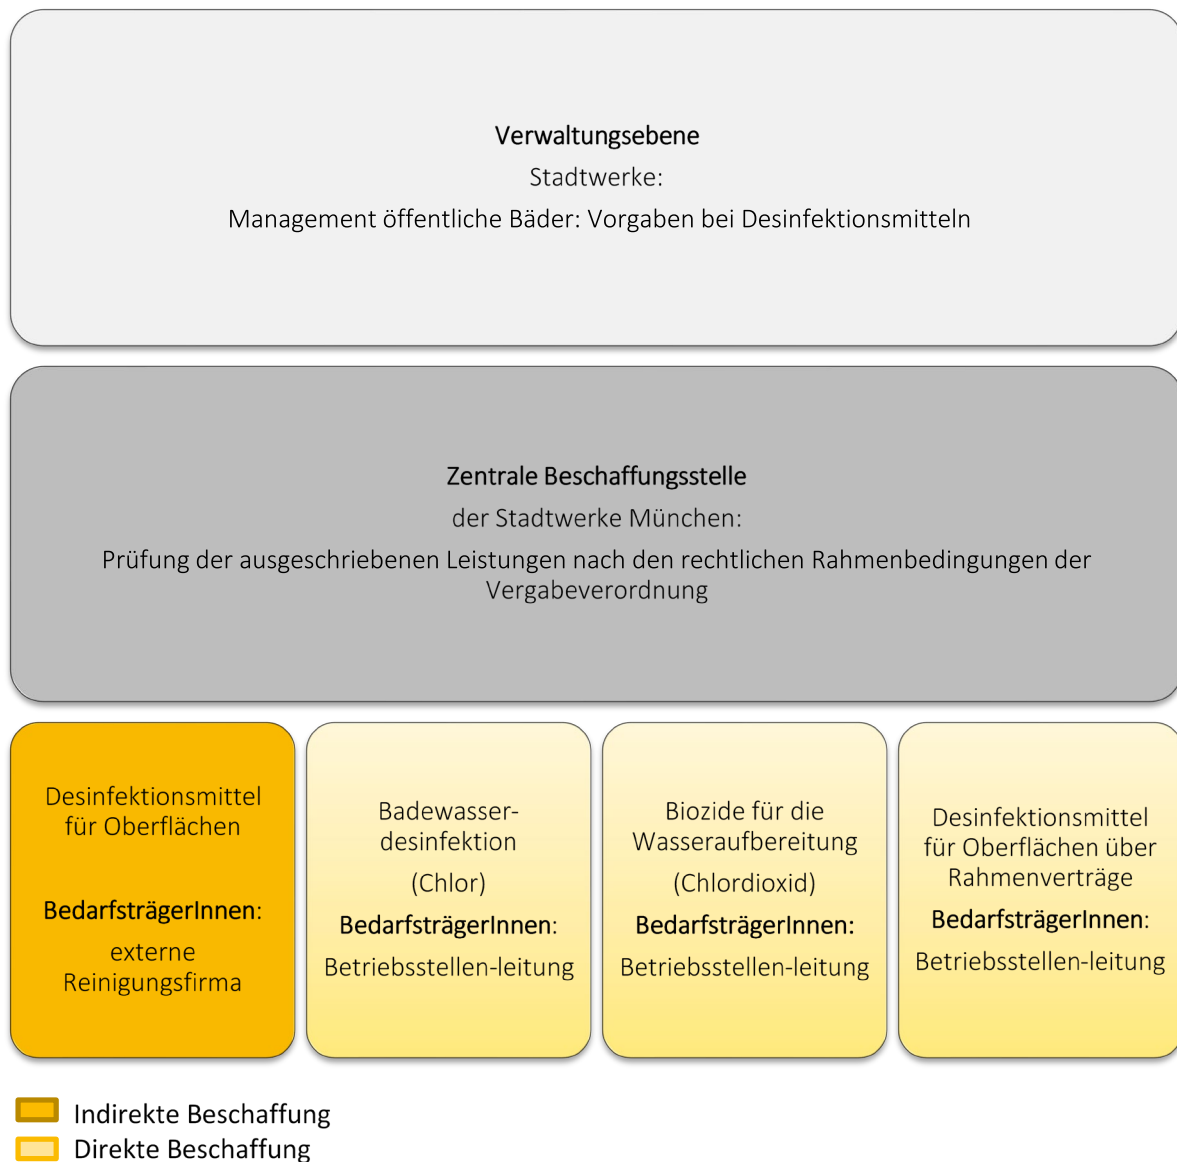 Verwaltungsebene
Stadtwerke:
Management öffentliche Bäder: Vorgaben bei Desinfektionsmitteln
Zentrale Beschaffungsstelle
der Stadtwerke München:
Prüfung der ausgeschriebenen Leistungen nach den rechtlichen Rahmenbedingungen der
Vergabeverordnung
Desinfektionsmittel
für Oberflächen
BedarfsträgerInnen:
externe
Reinigungsfirma
Badewasser-
desinfektion
(Chlor)
BedarfsträgerInnen:
Betriebsstellen-leitung
Biozide für die
Wasseraufbereitung
(Chlordioxid)
BedarfsträgerInnen:
Betriebsstellen-leitung
Desinfektionsmittel
für Oberflächen über
Rahmenverträge
BedarfsträgerInnen:
Betriebsstellen-leitung
Indirekte Beschaffung
Direkte Beschaffung